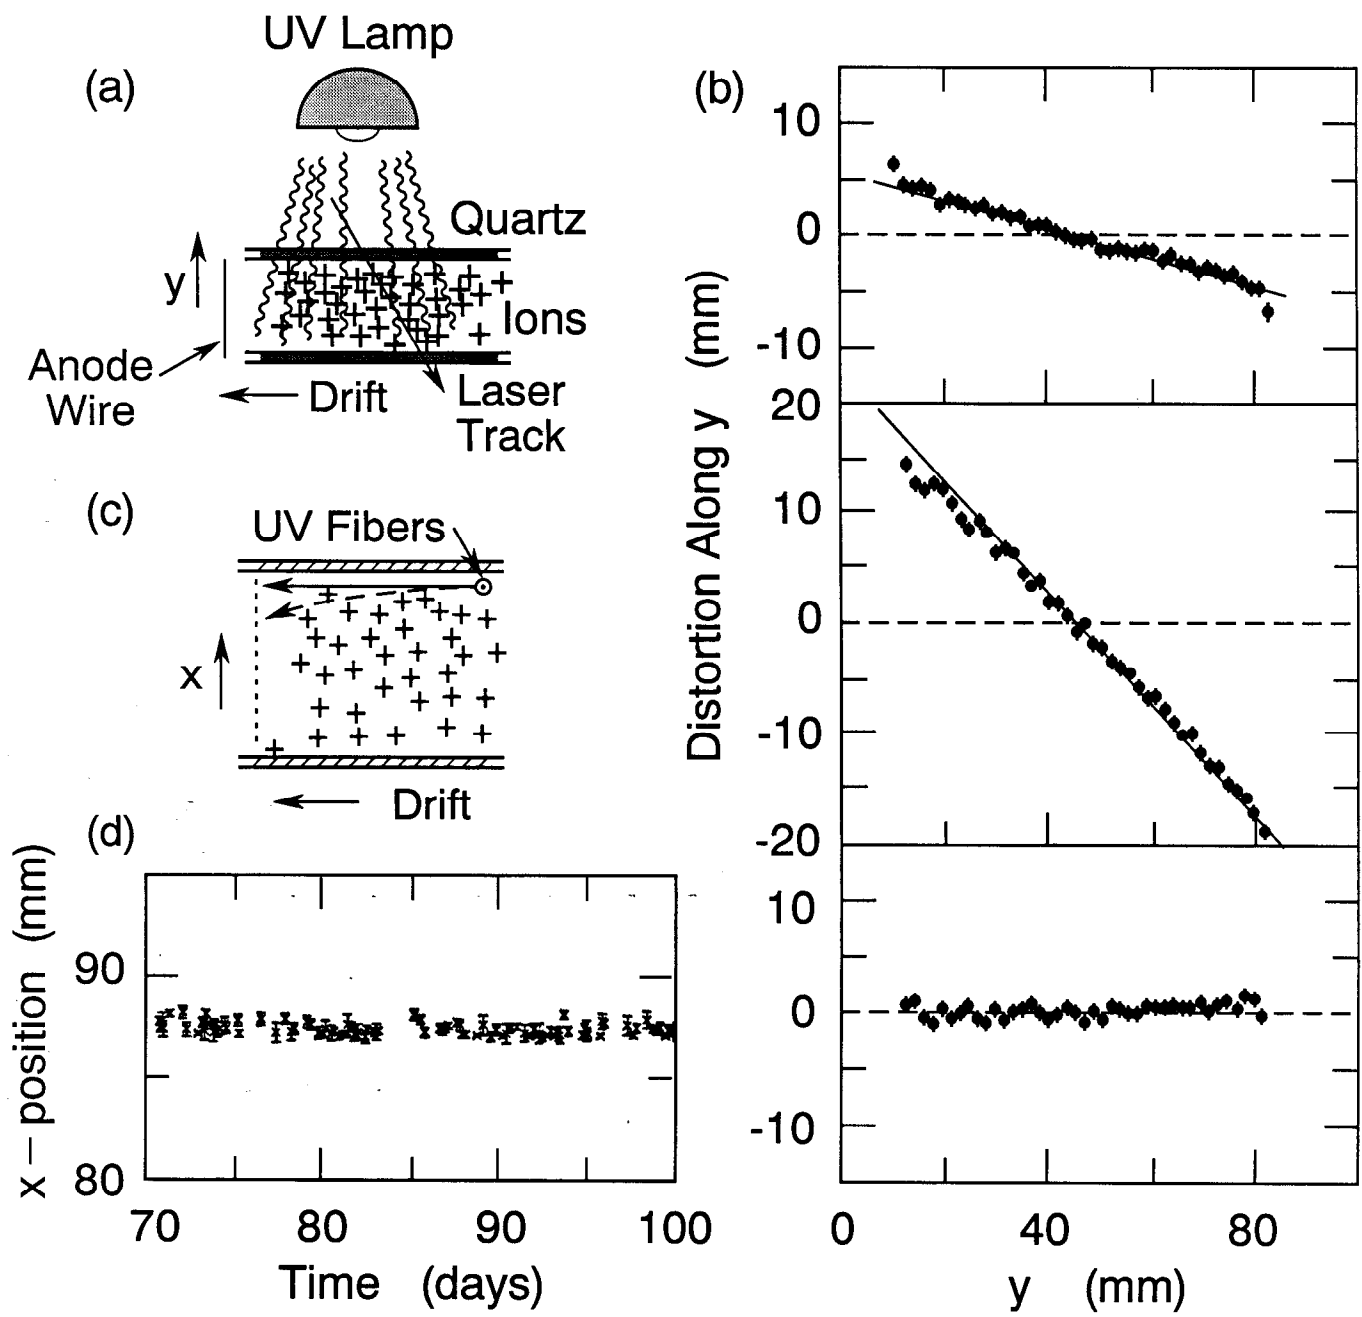 (a)
UV Lamp
Quartz
y
Ions
Anode
Wire
Drift
Laser
Track
(b)
Distortion Along y (mm)
10
0
-10
20
10
0
-10
-20
10
0
-10
0
40
80
y (mm)
(c)
UV Fibers
x
Drift
(d)
x – position (mm)
90
80
70
80
90
100
Time (days)